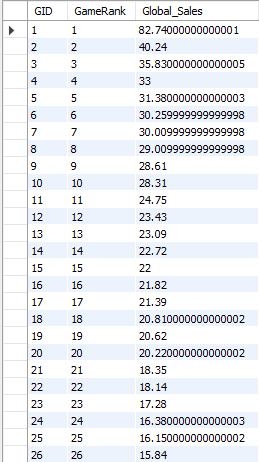 GID GameRank Global_Sales
1 1 82.74000000000001
2 2 40.24
3 3 35.830000000000005
4 4 33
5 5 31.380000000000003
6 6 30.259999999999998
7 7 30.009999999999998
8 8 29.009999999999998
9 9 28.61
10 10 28.31
11 11 24.75
12 12 23.43
13 13 23.09
14 14 22.72
15 15 22
16 16 21.82
17 17 21.39
18 18 20.810000000000002
19 19 20.62
20 20 20.220000000000002
21 21 18.35
22 22 18.14
23 23 17.28
24 24 16.380000000000003
25 25 16.150000000000002
26 26 15.84